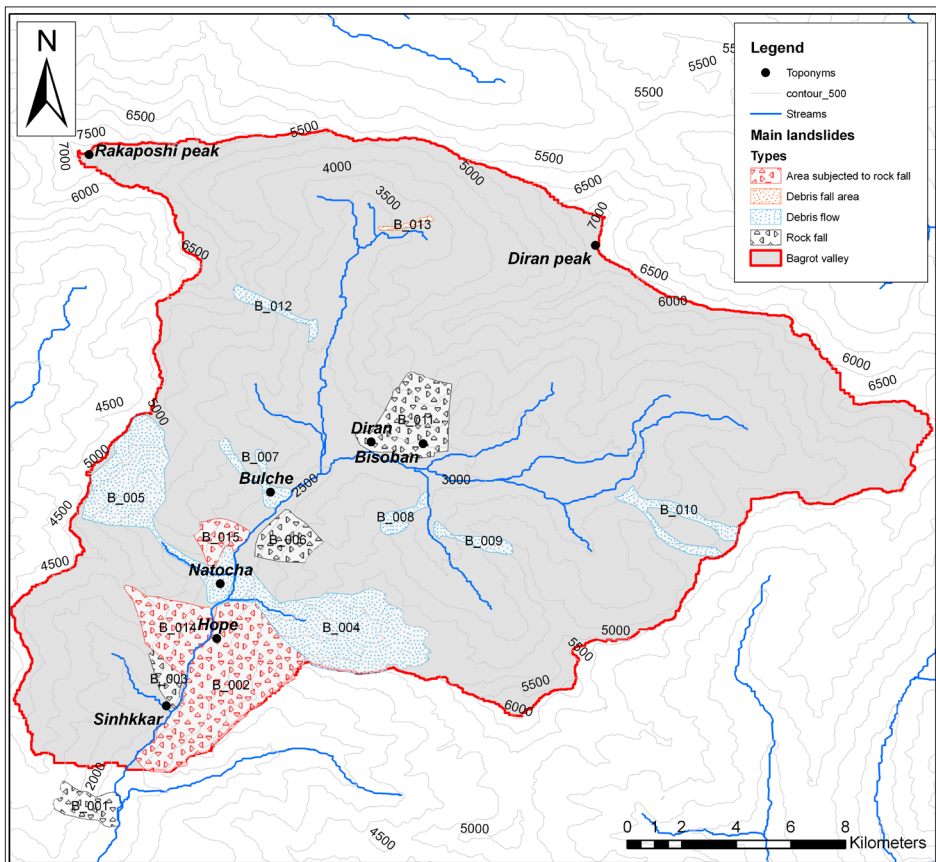 N
Legend
Toponyms
contour_500
Streams
Main landslides
Types
Area subjected to rock fall
Debris fall area
Debris flow
Rock fall
Bagrot valley
5500
5500
5500
6500
7500
5500
7000
Rakaposhi peak
6000
4000
5000
5500
3500
6500
7000
B_013
6500
Diran peak
6500
6000
B_012
6000
6500
4500
5000
B_011
Diran
Bisoban
5000
B_007
3000
Bulche
2500
B_005
4500
B_008
B_010
B_015
B_006
B_009
4500
Natocha
Hope
B_014
B_004
5000
5500
B_003
B_002
5500
6000
Sinhkkar
2000
B_001
4500
5000
0 1 2 4 6 8
Kilometers